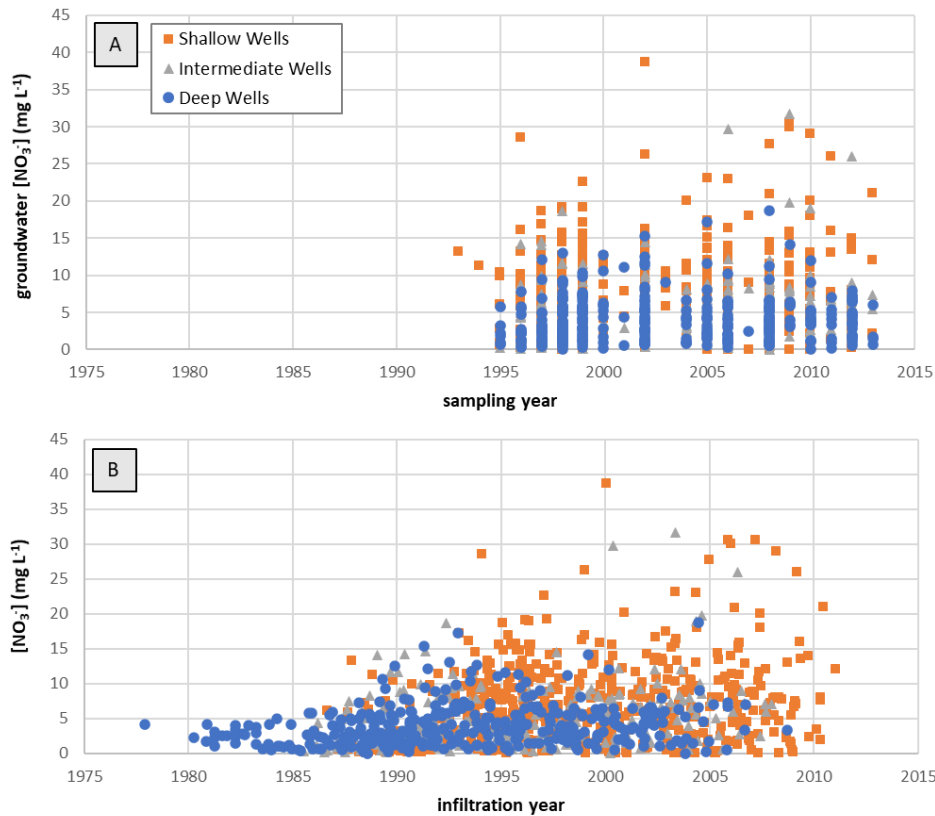 A
Shallow Wells
Intermediate Wells
Deep Wells
groundwater [NO₃⁻] (mg L⁻¹)
45
40
35
30
25
20
15
10
5
0
1975 1980 1985 1990 1995 2000 2005 2010 2015
sampling year
B
[NO₃⁻] (mg L⁻¹)
45
40
35
30
25
20
15
10
5
0
1975 1980 1985 1990 1995 2000 2005 2010 2015
infiltration year